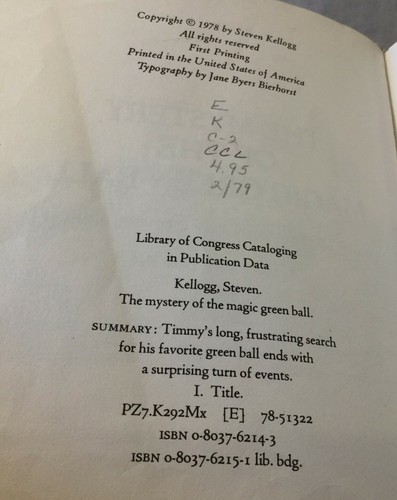 Copyright © 1978 by Steven Kellogg
All rights reserved
First Printing
Printed in the United States of America
Typography by Jane Byers Bierhorst
E
K
C-2
CCL
4.95
2/79
Library of Congress Cataloging
in Publication Data
Kellogg, Steven.
The mystery of the magic green ball.
SUMMARY: Timmy's long, frustrating search
for his favorite green ball ends with
a surprising turn of events.
I. Title.
PZ7.K292Mx [E] 78-51322
ISBN 0-8037-6214-3
ISBN 0-8037-6215-1 lib. bdg.